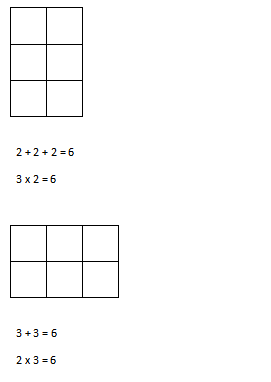 2 + 2 + 2 = 6
3 x 2 = 6
3 + 3 = 6
2 x 3 = 6